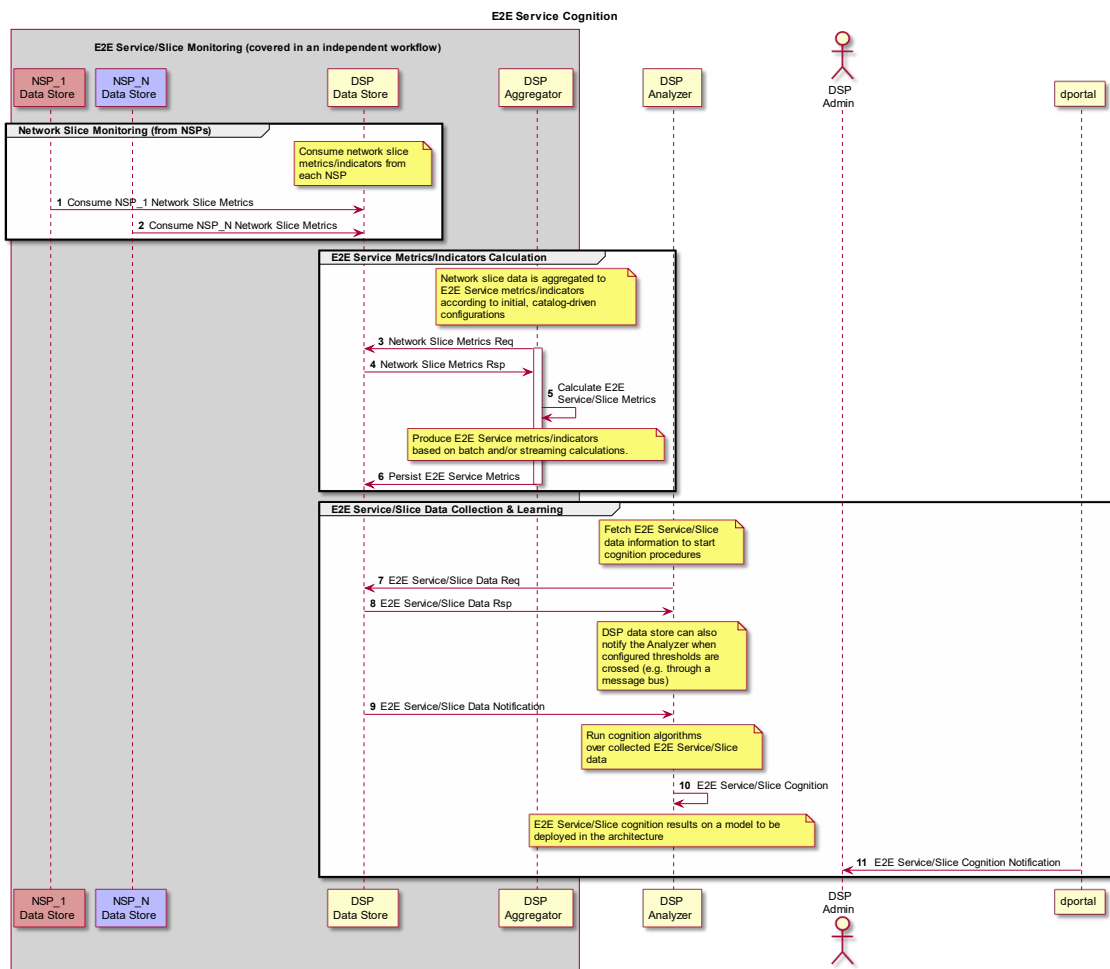 E2E Service Cognition
E2E Service/Slice Monitoring (covered in an independent workflow)
NSP_1
Data Store
NSP_N
Data Store
DSP
Data Store
DSP
Aggregator
DSP
Analyzer
DSP
Admin
dportal
Network Slice Monitoring (from NSPs)
Consume network slice
metrics/indicators from
each NSP
1 Consume NSP_1 Network Slice Metrics
2 Consume NSP_N Network Slice Metrics
E2E Service Metrics/Indicators Calculation
Network slice data is aggregated to
E2E Service metrics/indicators
according to initial, catalog-driven
configurations
3 Network Slice Metrics Req
4 Network Slice Metrics Rsp
5 Calculate E2E
Service/Slice Metrics
Produce E2E Service metrics/indicators
based on batch and/or streaming calculations.
6 Persist E2E Service Metrics
E2E Service/Slice Data Collection & Learning
Fetch E2E Service/Slice
data information to start
cognition procedures
7 E2E Service/Slice Data Req
8 E2E Service/Slice Data Rsp
DSP data store can also
notify the Analyzer when
configured thresholds are
crossed (e.g. through a
message bus)
9 E2E Service/Slice Data Notification
Run cognition algorithms
over collected E2E Service/Slice
data
10 E2E Service/Slice Cognition
E2E Service/Slice cognition results on a model to be
deployed in the architecture
11 E2E Service/Slice Cognition Notification
NSP_1
Data Store
NSP_N
Data Store
DSP
Data Store
DSP
Aggregator
DSP
Analyzer
DSP
Admin
dportal